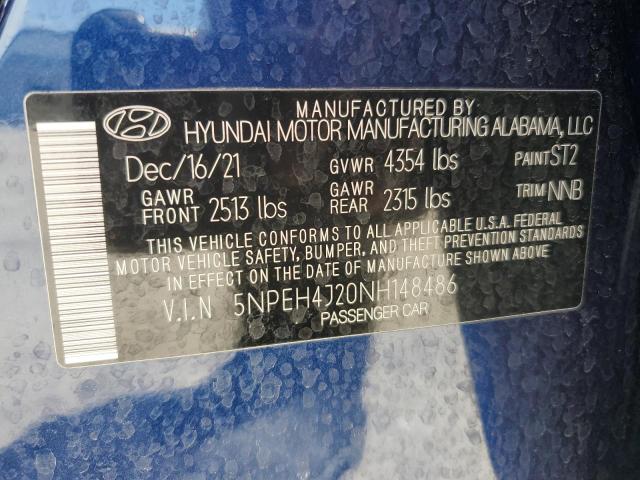 MANUFACTURED BY
HYUNDAI MOTOR MANUFACTURING ALABAMA, LLC
Dec/16/21 GVWR 4354 lbs PAINT ST2
GAWR FRONT 2513 lbs GAWR REAR 2315 lbs TRIM NNB
THIS VEHICLE CONFORMS TO ALL APPLICABLE U.S.A. FEDERAL
MOTOR VEHICLE SAFETY, BUMPER, AND THEFT PREVENTION STANDARDS
IN EFFECT ON THE DATE OF MANUFACTURE SHOWN ABOVE.
V.I.N 5NPEH4J20NH148486
PASSENGER CAR